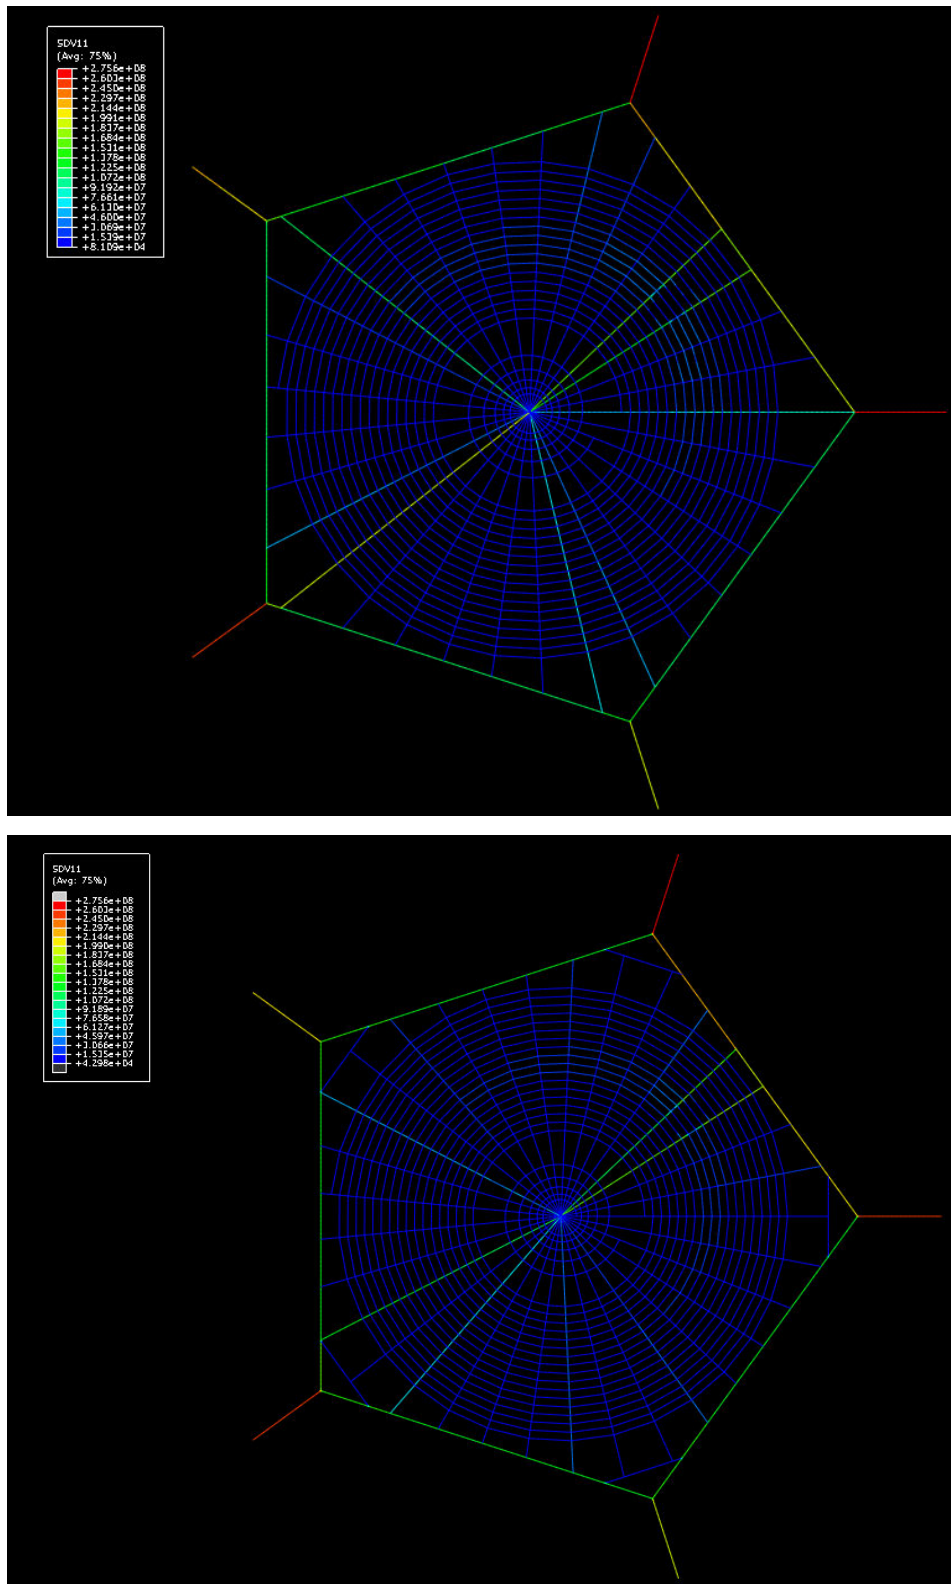 SDV11
(Avg: 75%)
+2.756e+08
+2.603e+08
+2.450e+08
+2.297e+08
+2.144e+08
+1.991e+08
+1.837e+08
+1.684e+08
+1.531e+08
+1.378e+08
+1.225e+08
+1.072e+08
+9.192e+07
+7.661e+07
+6.130e+07
+4.600e+07
+3.069e+07
+1.539e+07
+8.109e+04
SDV11
(Avg: 75%)
+2.756e+08
+2.603e+08
+2.450e+08
+2.297e+08
+2.144e+08
+1.990e+08
+1.837e+08
+1.684e+08
+1.531e+08
+1.378e+08
+1.225e+08
+1.072e+08
+9.189e+07
+7.658e+07
+6.127e+07
+4.597e+07
+3.066e+07
+1.535e+07
+4.298e+04